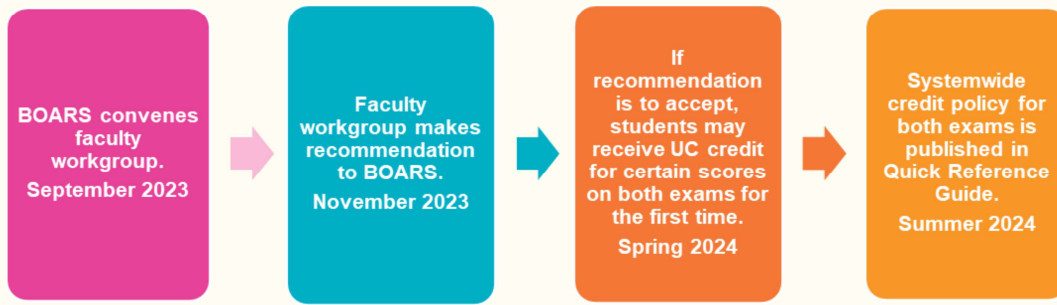 BOARS convenes
faculty
workgroup.
September 2023
Faculty
workgroup makes
recommendation
to BOARS.
November 2023
If
recommendation
is to accept,
students may
receive UC credit
for certain scores
on both exams for
the first time.
Spring 2024
Systemwide
credit policy for
both exams is
published in
Quick Reference
Guide.
Summer 2024